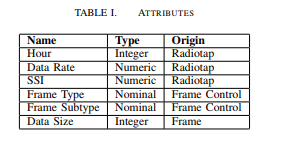 TABLE I. ATTRIBUTES
Name Type Origin
Hour Integer Radiotap
Data Rate Numeric Radiotap
SSI Numeric Radiotap
Frame Type Nominal Frame Control
Frame Subtype Nominal Frame Control
Data Size Integer Frame